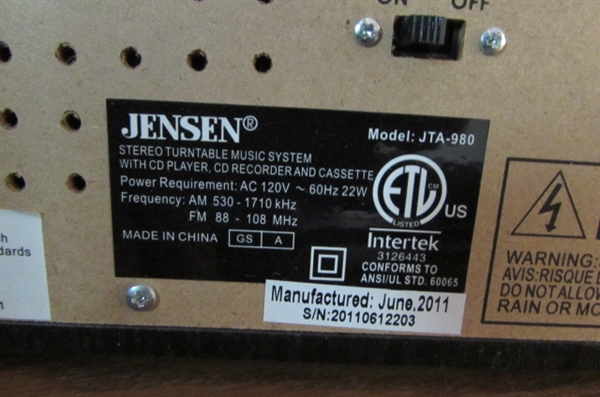 ON OFF
JENSEN®
Model: JTA-980
STEREO TURNTABLE MUSIC SYSTEM
WITH CD PLAYER, CD RECORDER AND CASSETTE
Power Requirement: AC 120V ~ 60Hz 22W
Frequency: AM 530 - 1710 kHz
FM 88 - 108 MHz
MADE IN CHINA GS A
ETL CM
LISTED
US
Intertek
3126443
CONFORMS TO
ANSI/UL STD. 60065
Manufactured: June,2011
S/N:20110612203
WARNING:
AVIS:RISQUE D
DO NOT ALLOW
RAIN OR MO
h
dards
1